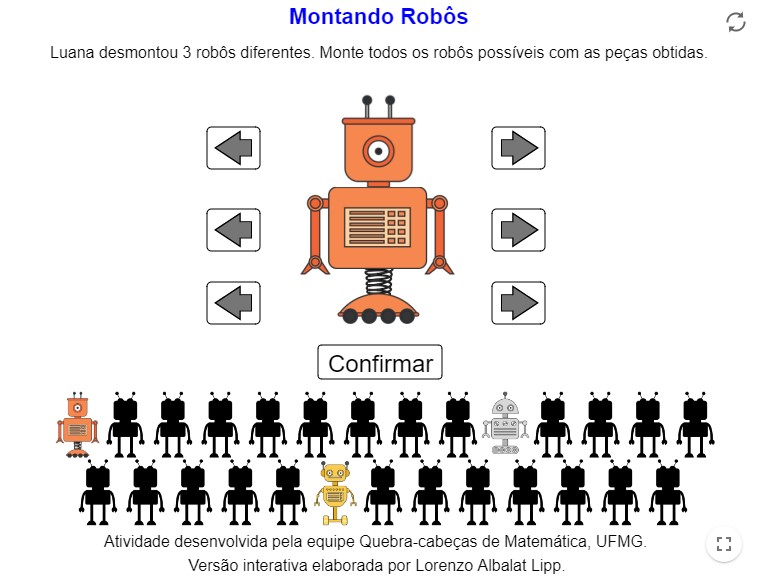 Montando Robôs
Luana desmontou 3 robôs diferentes. Monte todos os robôs possíveis com as peças obtidas.
Confirmar
Atividade desenvolvida pela equipe Quebra-cabeças de Matemática, UFMG.
Versão interativa elaborada por Lorenzo Albalat Lipp.